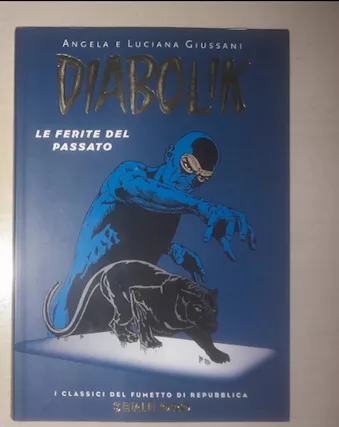 ANGELA E LUCIANA GIUSSANI
DIABOLIK
LE FERITE DEL
PASSATO
I CLASSICI DEL FUMETTO DI REPUBBLICA